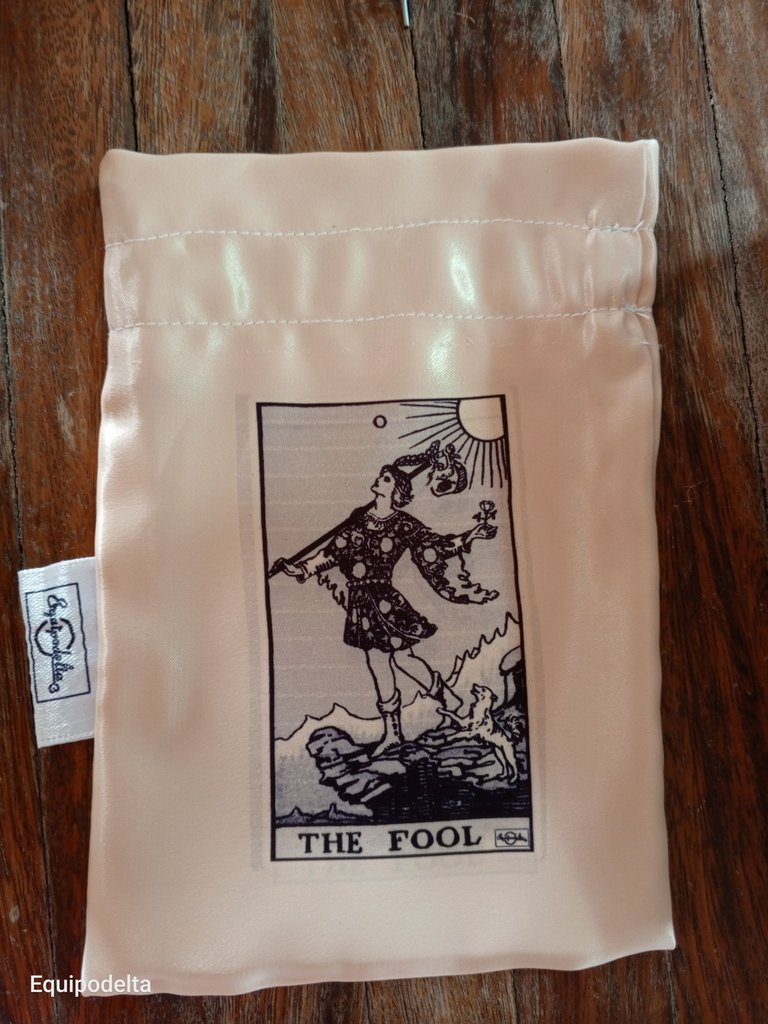 O
THE FOOL
Equipodelta
Equipodelta